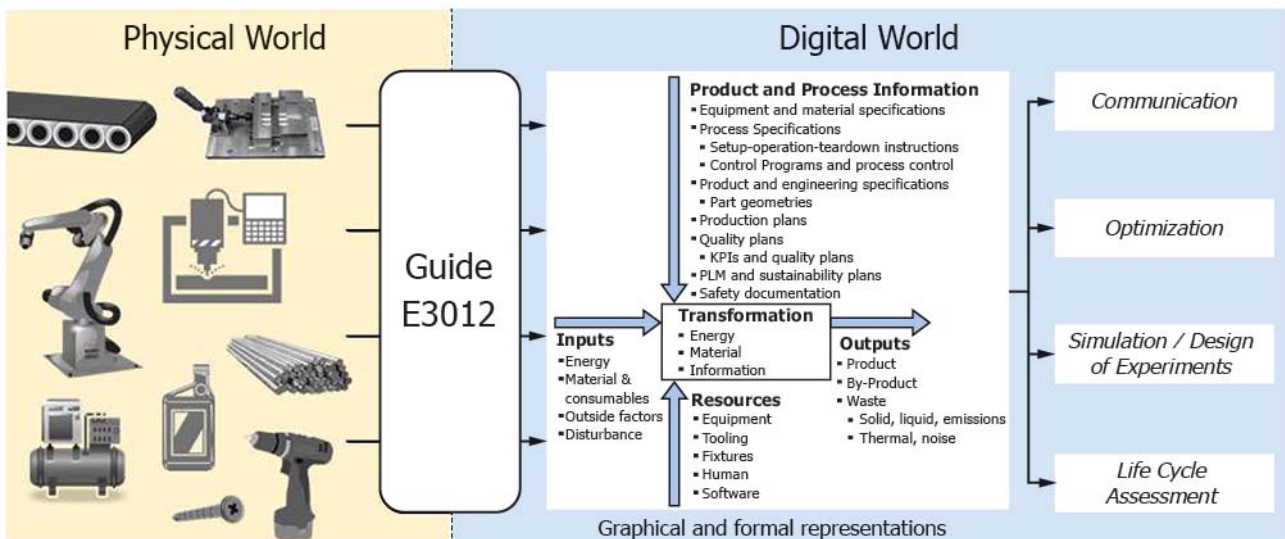 Physical World
Digital World
Guide
E3012
Product and Process Information
▪ Equipment and material specifications
▪ Process Specifications
▪ Setup-operation-teardown instructions
▪ Control Programs and process control
▪ Product and engineering specifications
▪ Part geometries
▪ Production plans
▪ Quality plans
▪ KPIs and quality plans
▪ PLM and sustainability plans
▪ Safety documentation
Inputs
▪ Energy
▪ Material &
consumables
▪ Outside factors
▪ Disturbance
Transformation
▪ Energy
▪ Material
▪ Information
Outputs
▪ Product
▪ By-Product
▪ Waste
▪ Solid, liquid, emissions
▪ Thermal, noise
Resources
▪ Equipment
▪ Tooling
▪ Fixtures
▪ Human
▪ Software
Graphical and formal representations
Communication
Optimization
Simulation / Design
of Experiments
Life Cycle
Assessment